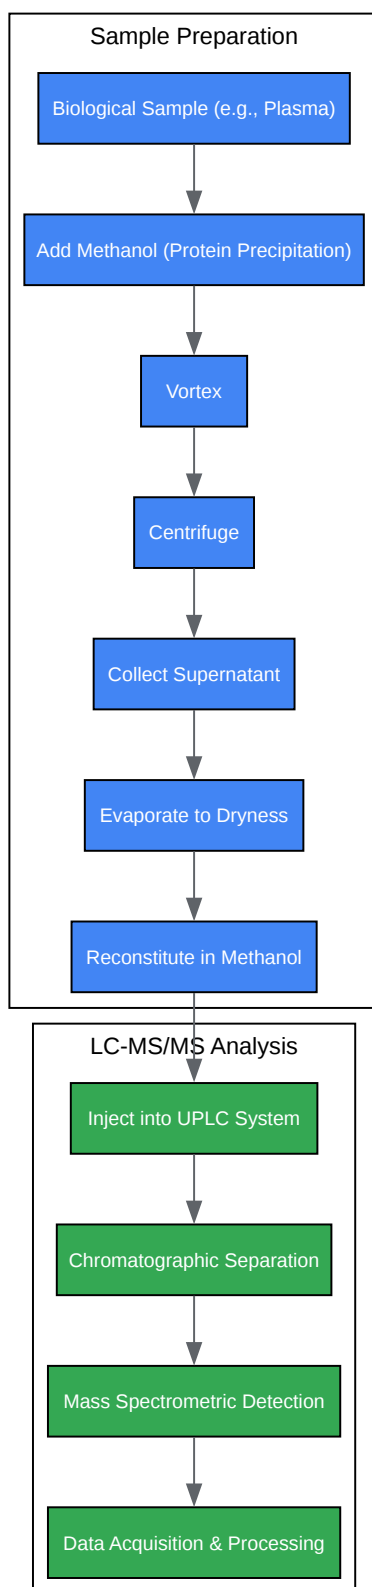 Sample Preparation
Biological Sample (e.g., Plasma)
Add Methanol (Protein Precipitation)
Vortex
Centrifuge
Collect Supernatant
Evaporate to Dryness
Reconstitute in Methanol
LC-MS/MS Analysis
Inject into UPLC System
Chromatographic Separation
Mass Spectrometric Detection
Data Acquisition & Processing